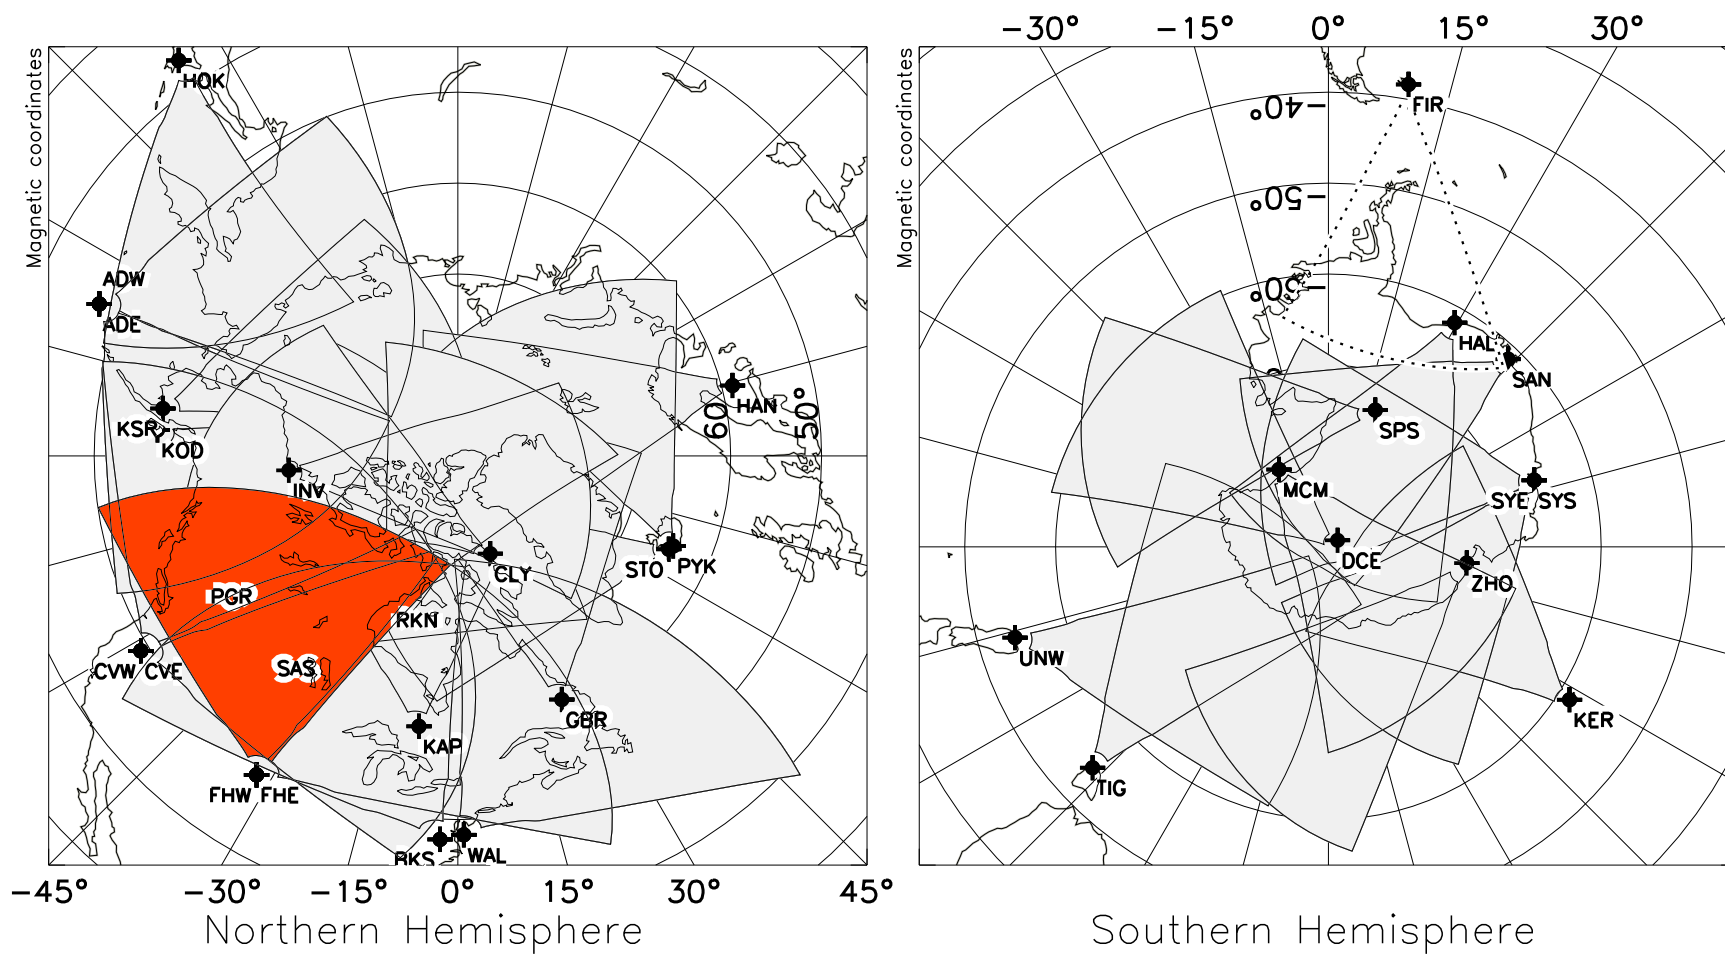 −30° −15° 0° 15° 30°
Magnetic coordinates
HOK
ADW
ADE
KSR
KOD
INV
HAN
60
50°
PGR
CLY
STO PYK
RKN
CVW CVE
SAS
GBR
KAP
FHW FHE
BKS WAL
−45° −30° −15° 0° 15° 30° 45°
Northern Hemisphere
Magnetic coordinates
FIR
−40°
−50°
HAL
SAN
SPS
MCM
SYE SYS
DCE
ZHO
UNW
KER
TIG
Southern Hemisphere